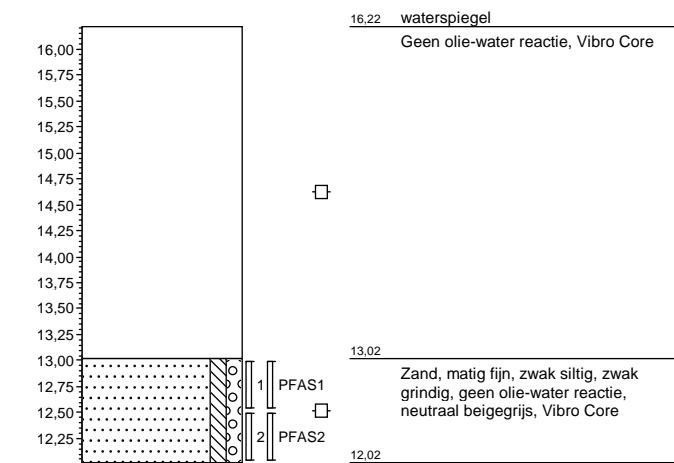 16,22 waterspiegel
Geen olie-water reactie, Vibro Core
16,00
15,75
15,50
15,25
15,00
14,75
14,50
14,25
14,00
13,75
13,50
13,25
13,00
13,02
Zand, matig fijn, zwak siltig, zwak
grindig, geen olie-water reactie,
neutraal beigegrijs, Vibro Core
12,75
1 PFAS1
12,50
12,25
2 PFAS2
12,02